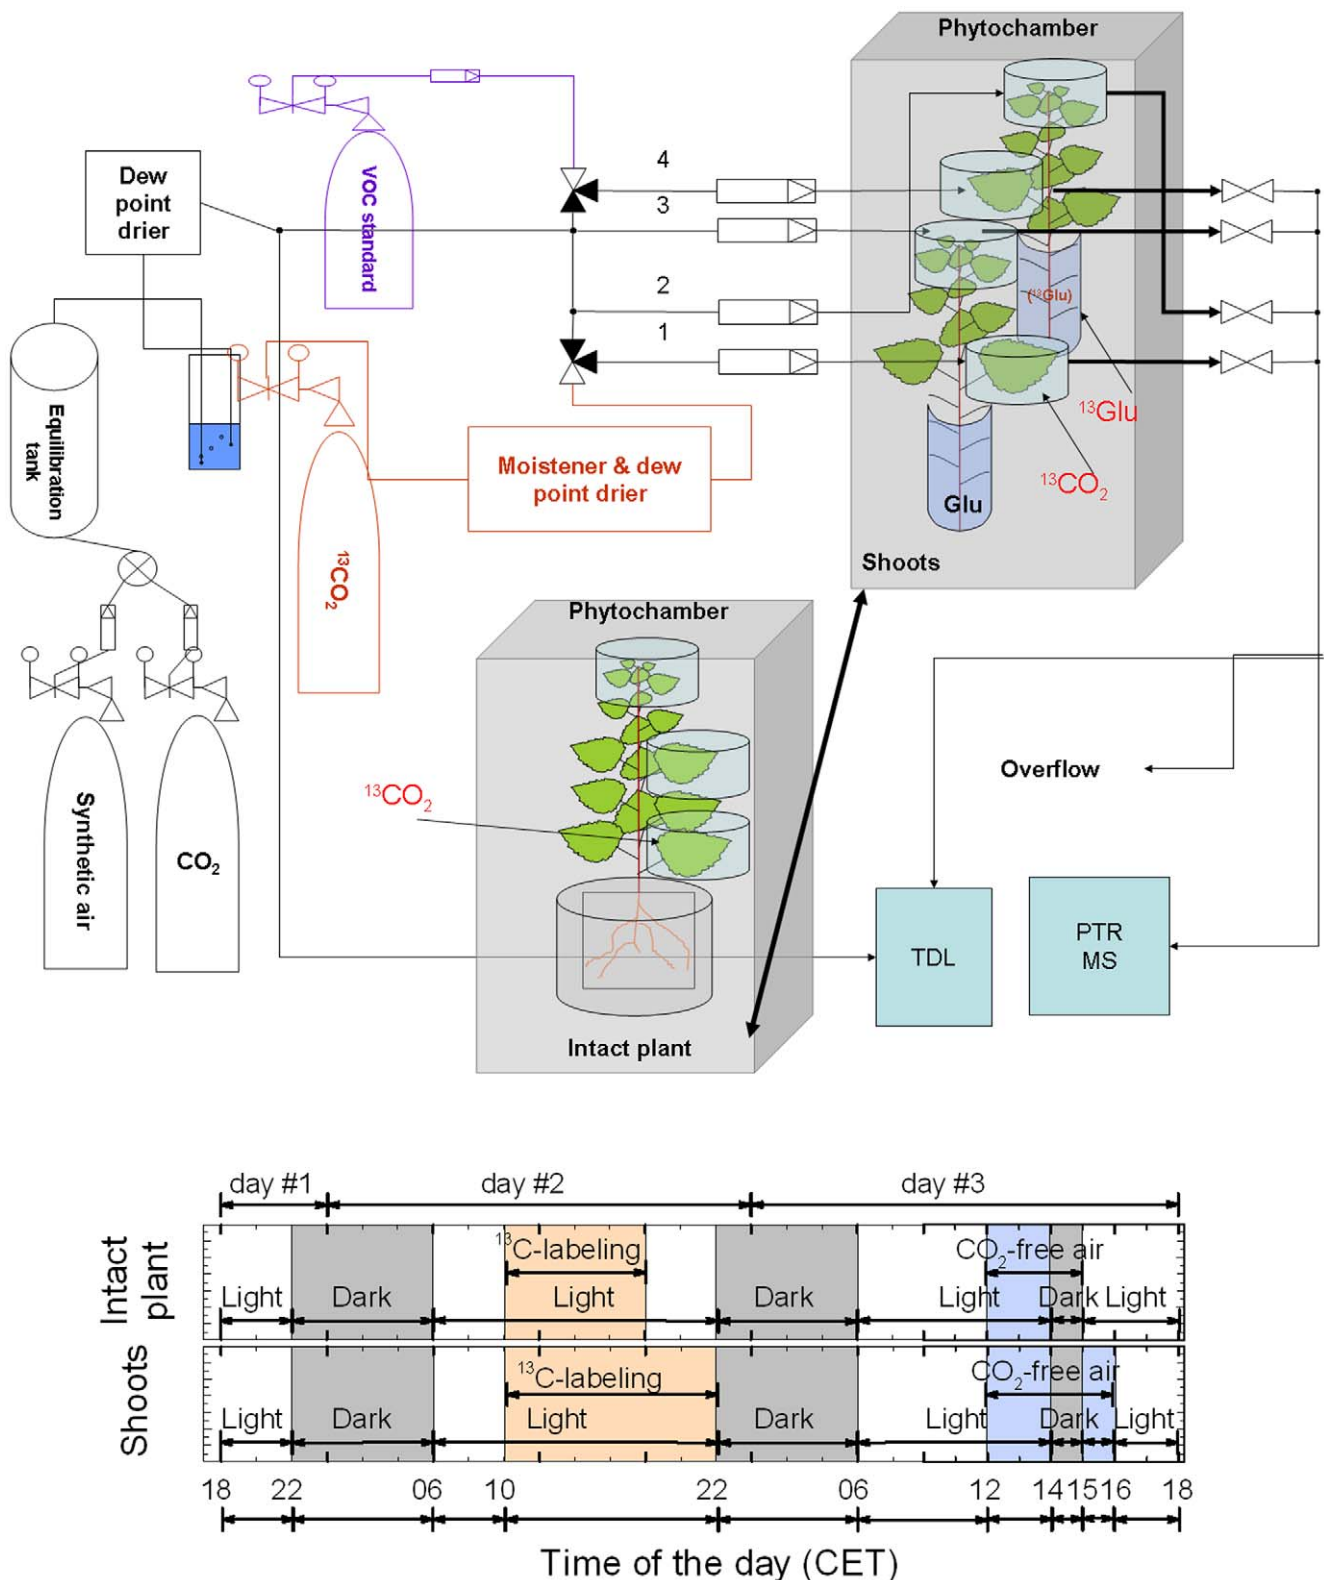 Phytochamber
4
Dew
point
drier
VOC standard
3
2
(¹³Glu)
1
¹³Glu
Equilibration
tank
Moistener & dew
point drier
¹³CO₂
Glu
¹³CO₂
Shoots
Phytochamber
¹³CO₂
Overflow
Synthetic air
CO₂
TDL
PTR
MS
Intact plant
day #1 day #2 day #3
Intact
plant
¹³C-labeling CO₂-free air
Light Dark Light Dark Light Dark Light
Shoots
¹³C-labeling CO₂-free air
Light Dark Light Dark Light Dark Light
18 22 06 10 22 06 12 14 15 16 18
Time of the day (CET)